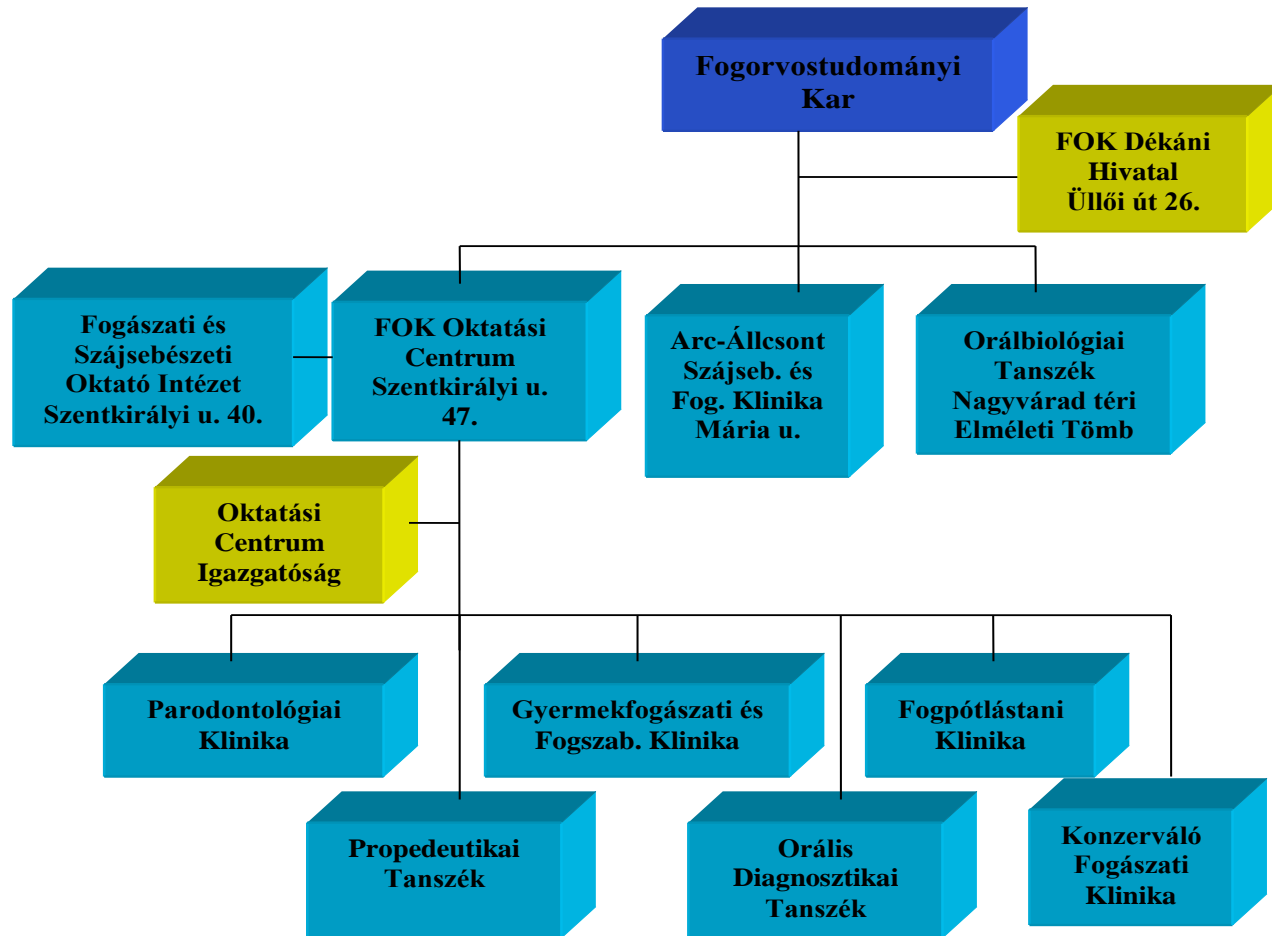 Fogorvostudományi
Kar
FOK Dékáni
Hivatal
Üllői út 26.
Fogászati és
Szájsebészeti
Oktató Intézet
Szentkirályi u. 40.
FOK Oktatási
Centrum
Szentkirályi u.
47.
Arc-Állcsont
Szájseb. és
Fog. Klinika
Mária u.
Orálbiológiai
Tanszék
Nagyvárad téri
Elméleti Tömb
Oktatási
Centrum
Igazgatóság
Parodontológiai
Klinika
Gyermekfogászati és
Fogszab. Klinika
Fogpótlástani
Klinika
Propedeutikai
Tanszék
Orális
Diagnosztikai
Tanszék
Konzerváló
Fogászati
Klinika